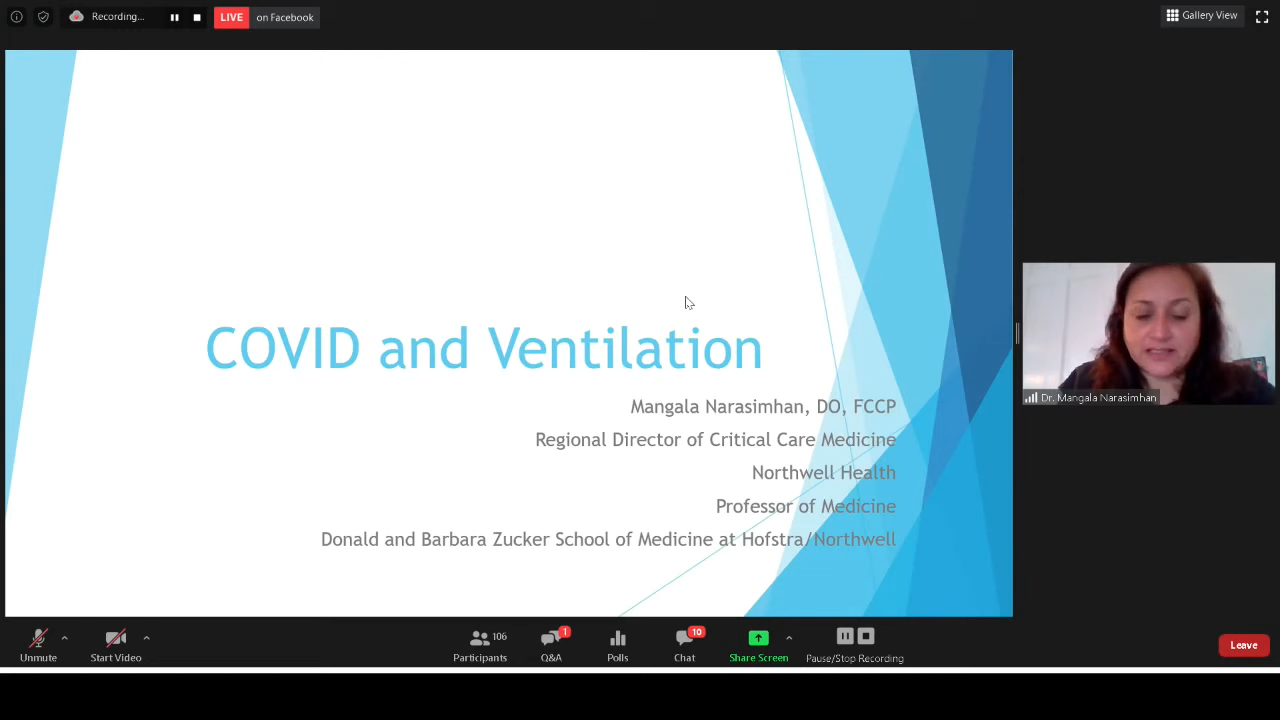 Recording...
LIVE on Facebook
Gallery View
COVID and Ventilation
Mangala Narasimhan, DO, FCCP
Regional Director of Critical Care Medicine
Northwell Health
Professor of Medicine
Donald and Barbara Zucker School of Medicine at Hofstra/Northwell
Dr. Mangala Narasimhan
106
1
10
Unmute
Start Video
Participants
Q&A
Polls
Chat
Share Screen
Pause/Stop Recording
Leave